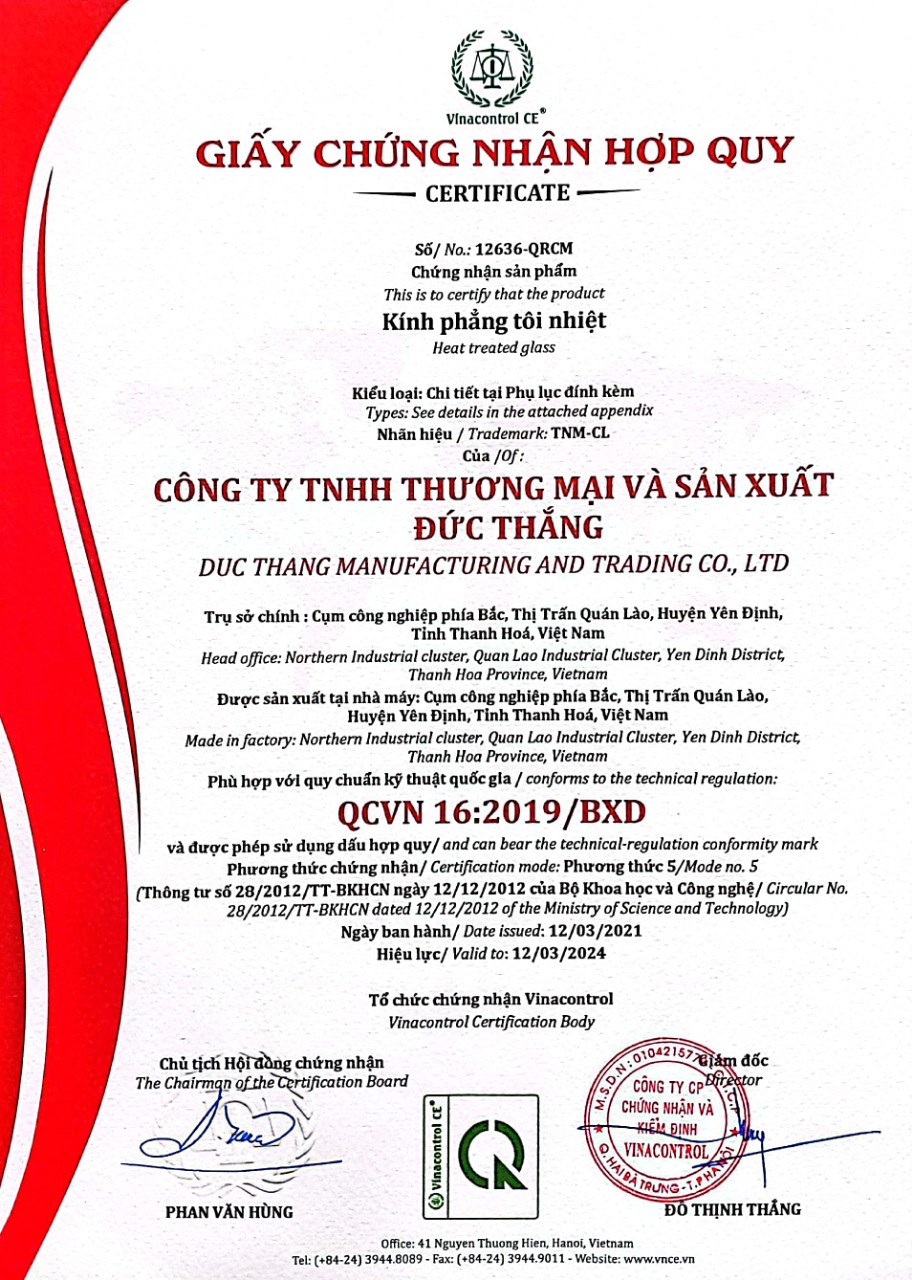 Vinacontrol CE®
GIẤY CHỨNG NHẬN HỢP QUY
CERTIFICATE
Số/ No.: 12636-QRCM
Chứng nhận sản phẩm
This is to certify that the product
Kính phẳng tôi nhiệt
Heat treated glass
Kiểu loại: Chi tiết tại Phụ lục đính kèm
Types: See details in the attached appendix
Nhãn hiệu / Trademark: TNM-CL
Của /Of:
CÔNG TY TNHH THƯƠNG MẠI VÀ SẢN XUẤT
ĐỨC THẮNG
DUC THANG MANUFACTURING AND TRADING CO., LTD
Trụ sở chính : Cụm công nghiệp phía Bắc, Thị Trấn Quán Lào, Huyện Yên Định,
Tỉnh Thanh Hoá, Việt Nam
Head office: Northern Industrial cluster, Quan Lao Industrial Cluster, Yen Dinh District,
Thanh Hoa Province, Vietnam
Được sản xuất tại nhà máy: Cụm công nghiệp phía Bắc, Thị Trấn Quán Lào,
Huyện Yên Định, Tỉnh Thanh Hoá, Việt Nam
Made in factory: Northern Industrial cluster, Quan Lao Industrial Cluster, Yen Dinh District,
Thanh Hoa Province, Vietnam
Phù hợp với quy chuẩn kỹ thuật quốc gia / conforms to the technical regulation:
QCVN 16:2019/BXD
và được phép sử dụng dấu hợp quy/ and can bear the technical-regulation conformity mark
Phương thức chứng nhận/ Certification mode: Phương thức 5/Mode no. 5
(Thông tư số 28/2012/TT-BKHCN ngày 12/12/2012 của Bộ Khoa học và Công nghệ/ Circular No.
28/2012/TT-BKHCN dated 12/12/2012 of the Ministry of Science and Technology)
Ngày ban hành/ Date issued: 12/03/2021
Hiệu lực/ Valid to: 12/03/2024
Tổ chức chứng nhận Vinacontrol
Vinacontrol Certification Body
Chủ tịch Hội đồng chứng nhận
The Chairman of the Certification Board
Giám đốc
Director
M.S.D.N: 010421577
CÔNG TY CP
CHỨNG NHẬN VÀ
KIỂM ĐỊNH
VINACONTROL
Q.HAI BÀ TRƯNG-T.P HÀ NỘI
Vinacontrol CE®
PHAN VĂN HÙNG
ĐỖ THỊNH THẮNG
Office: 41 Nguyen Thuong Hien, Hanoi, Vietnam
Tel: (+84-24) 3944.8089 - Fax: (+84-24) 3944.9011 - Website: www.vnce.vn